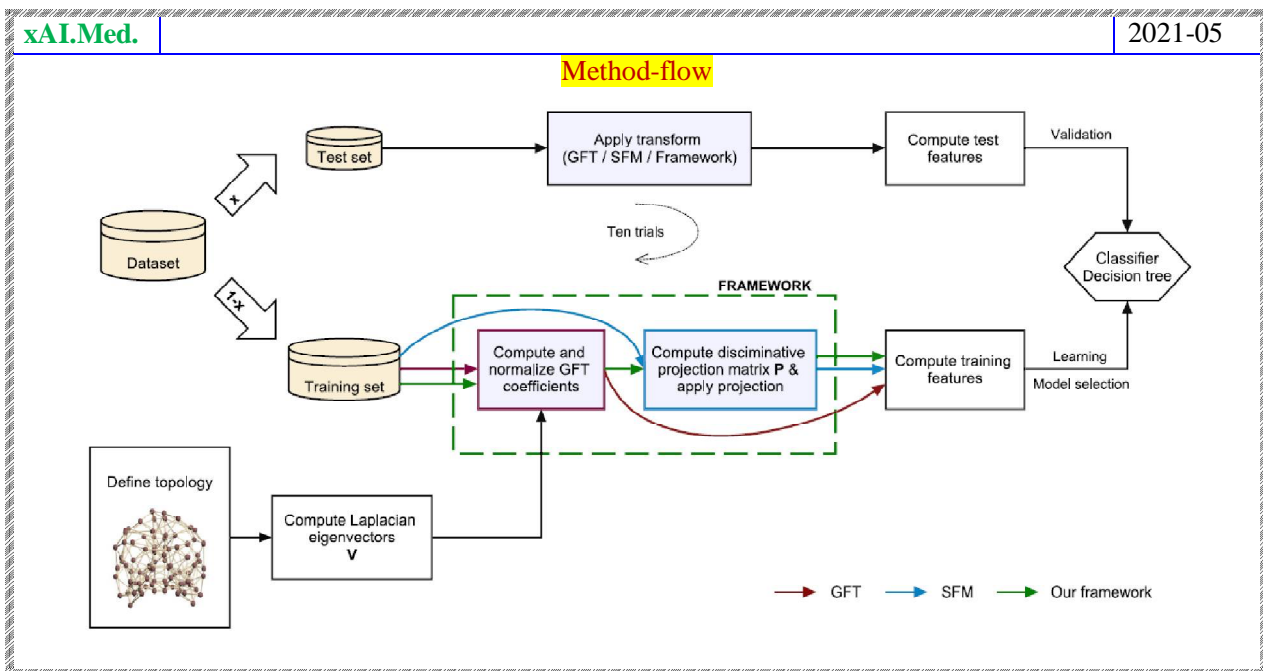 xAI.Med.
2021-05
Method-flow
Test set
Apply transform
(GFT / SFM / Framework)
Compute test
features
Validation
x
Ten trials
Dataset
Classifier
Decision tree
1-x
FRAMEWORK
Training set
Compute and
normalize GFT
coefficients
Compute disciminative
projection matrix P &
apply projection
Compute training
features
Learning
Model selection
Define topology
Compute Laplacian
eigenvectors
V
GFT
SFM
Our framework